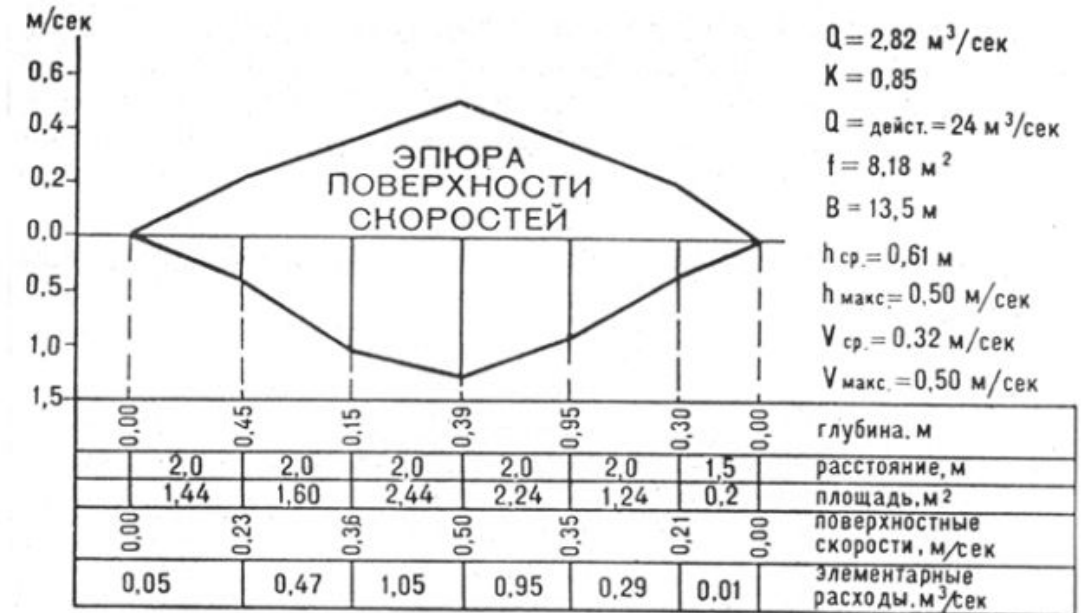 м/сек
0,6
0,4
0,2
0,0
0,5
1,0
1,5
ЭПЮРА
ПОВЕРХНОСТИ
СКОРОСТЕЙ
Q = 2,82 м³/сек
K = 0,85
Q = дейст. = 24 м³/сек
f = 8,18 м²
B = 13,5 м
h ср. = 0,61 м
h макс = 0,50 м/сек
V ср. = 0.32 м/сек
V макс. = 0,50 м/сек
0,00 0,45 0,15 0,39 0,95 0,30 0,00 глубина. м
2,0 2,0 2,0 2,0 2,0 1,5 расстояние, м
1,44 1,60 2,44 2,24 1,24 0,2 площадь, м²
0,00 0,23 0,36 0,50 0,35 0,21 0,00 поверхностные
скорости, м/сек
0,05 0,47 1,05 0,95 0,29 0,01 элементарные
расходы. м³/сек